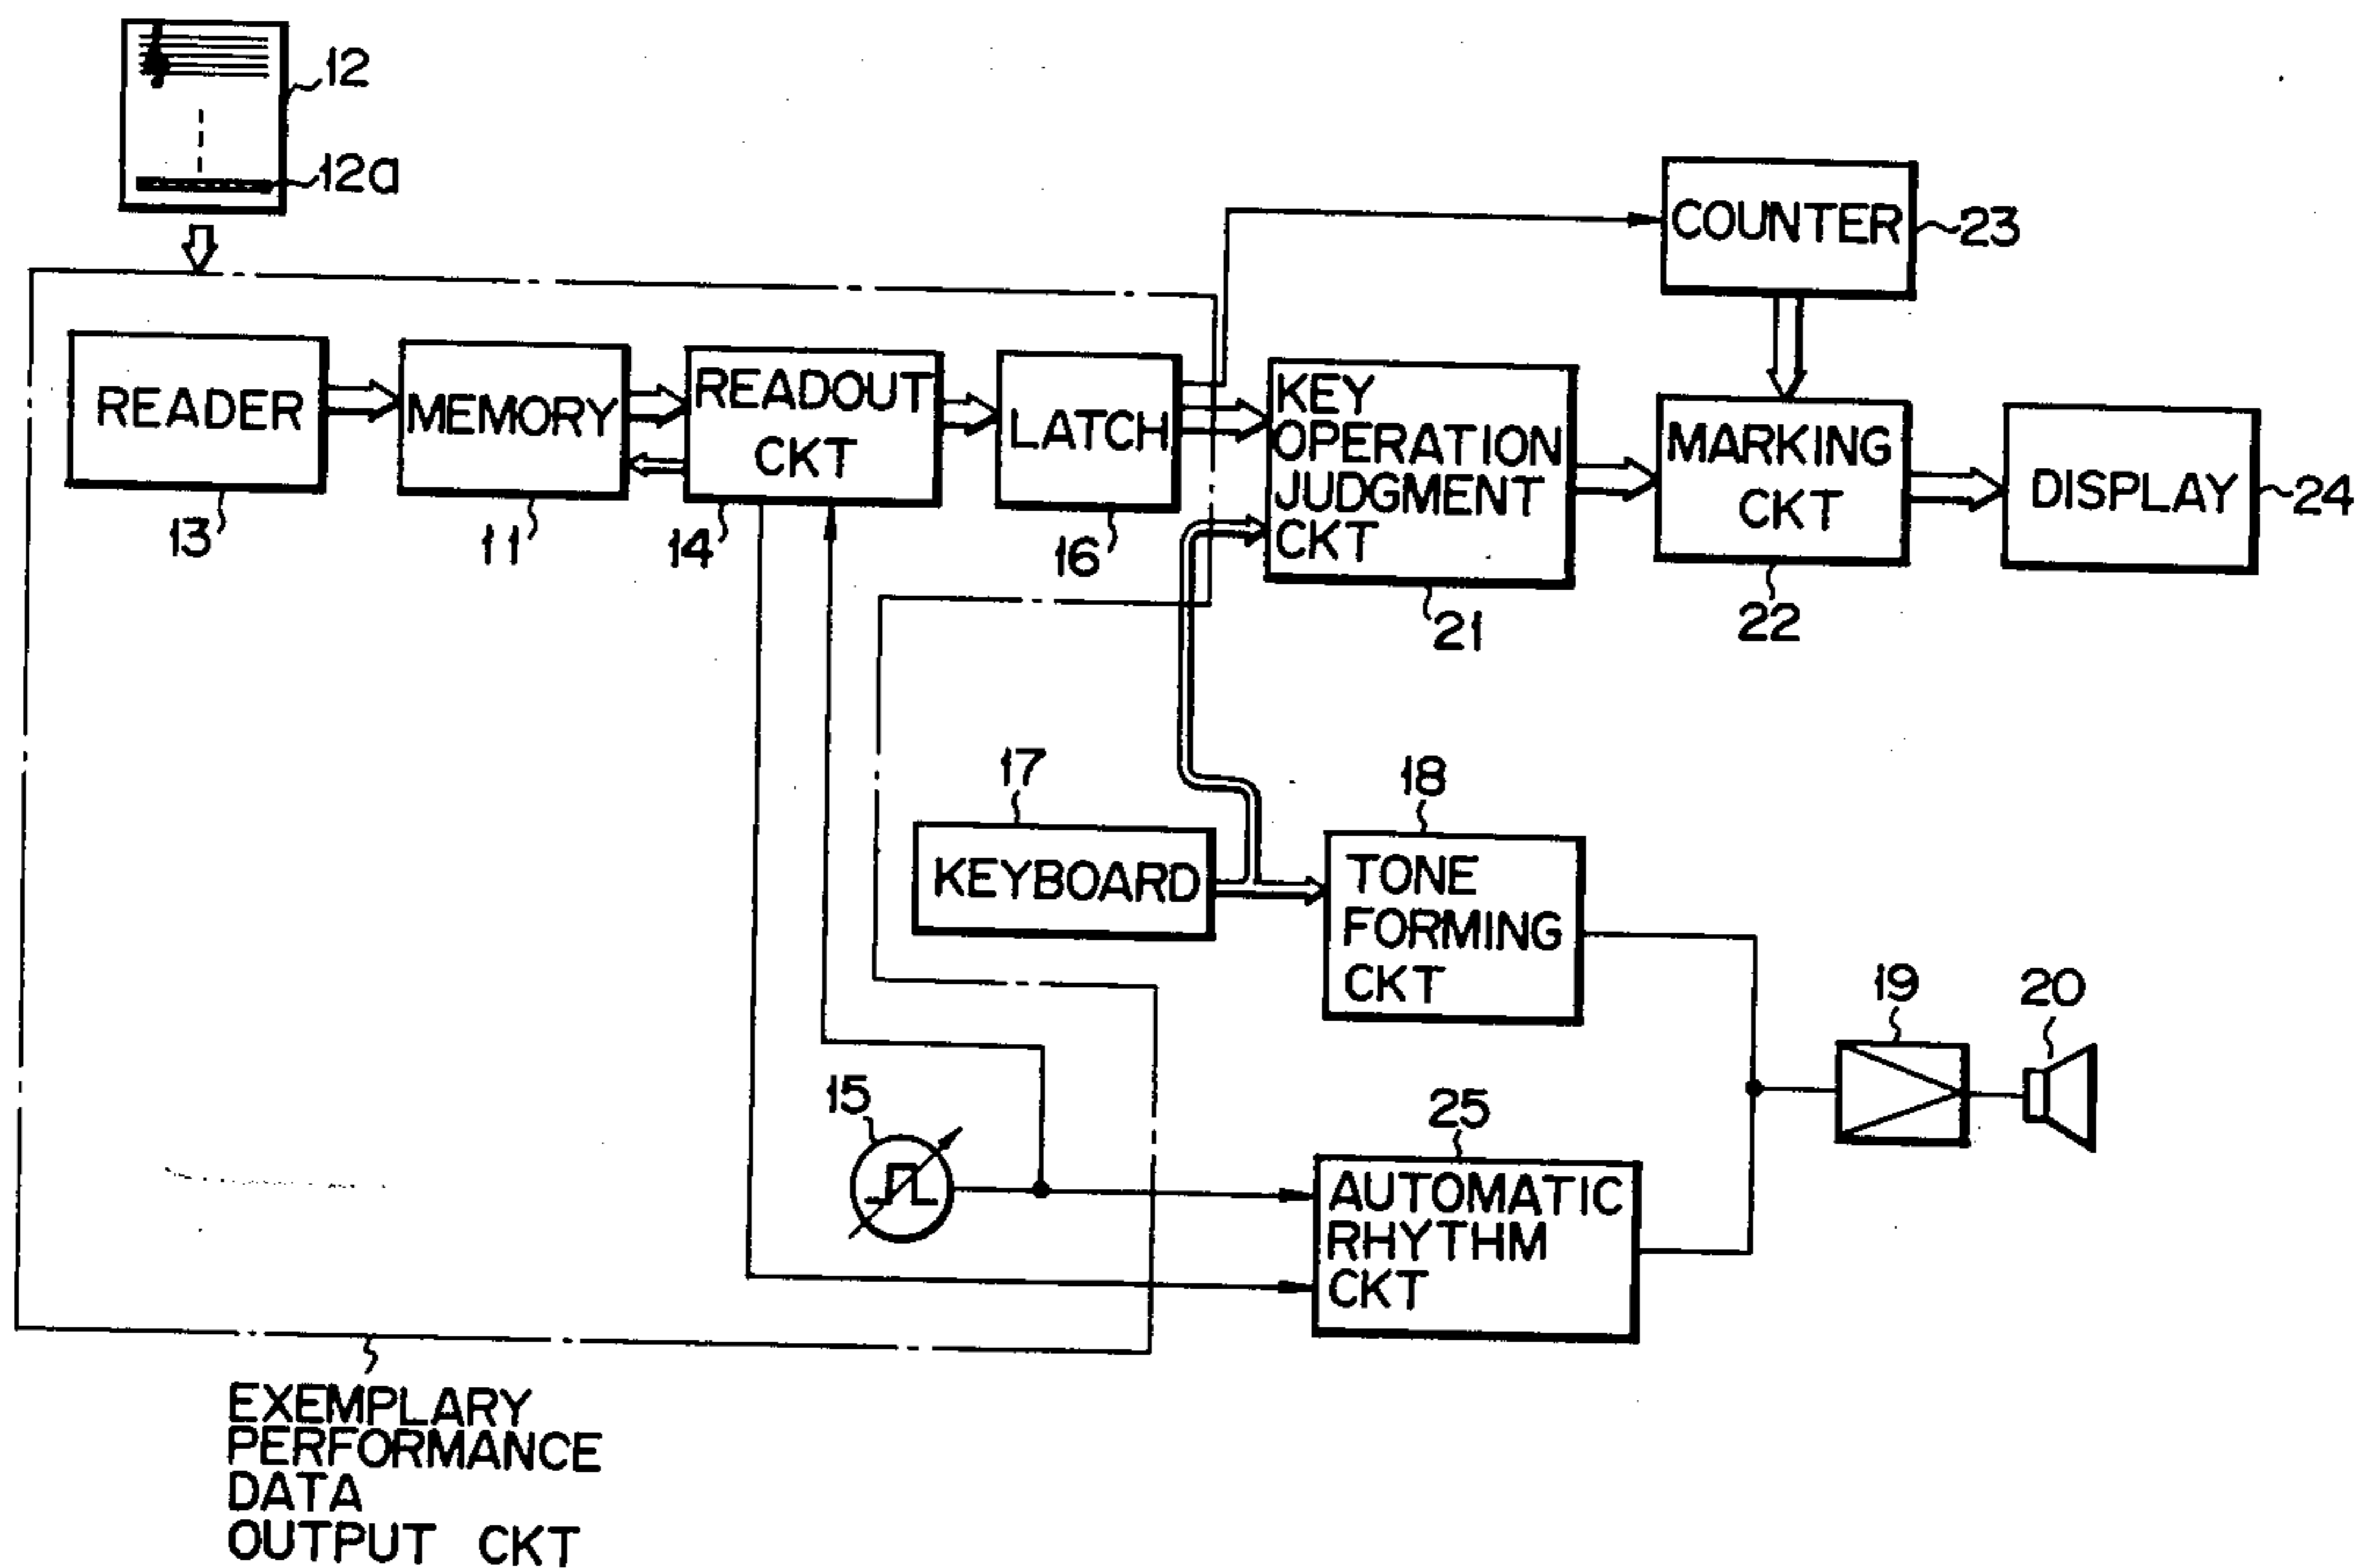 12
12a
COUNTER
23
READER
13
MEMORY
11
READOUT
CKT
14
LATCH
16
KEY
OPERATION
JUDGMENT
CKT
21
MARKING
CKT
22
DISPLAY
24
17
KEYBOARD
18
TONE
FORMING
CKT
19
20
15
25
AUTOMATIC
RHYTHM
CKT
EXEMPLARY
PERFORMANCE
DATA
OUTPUT CKT